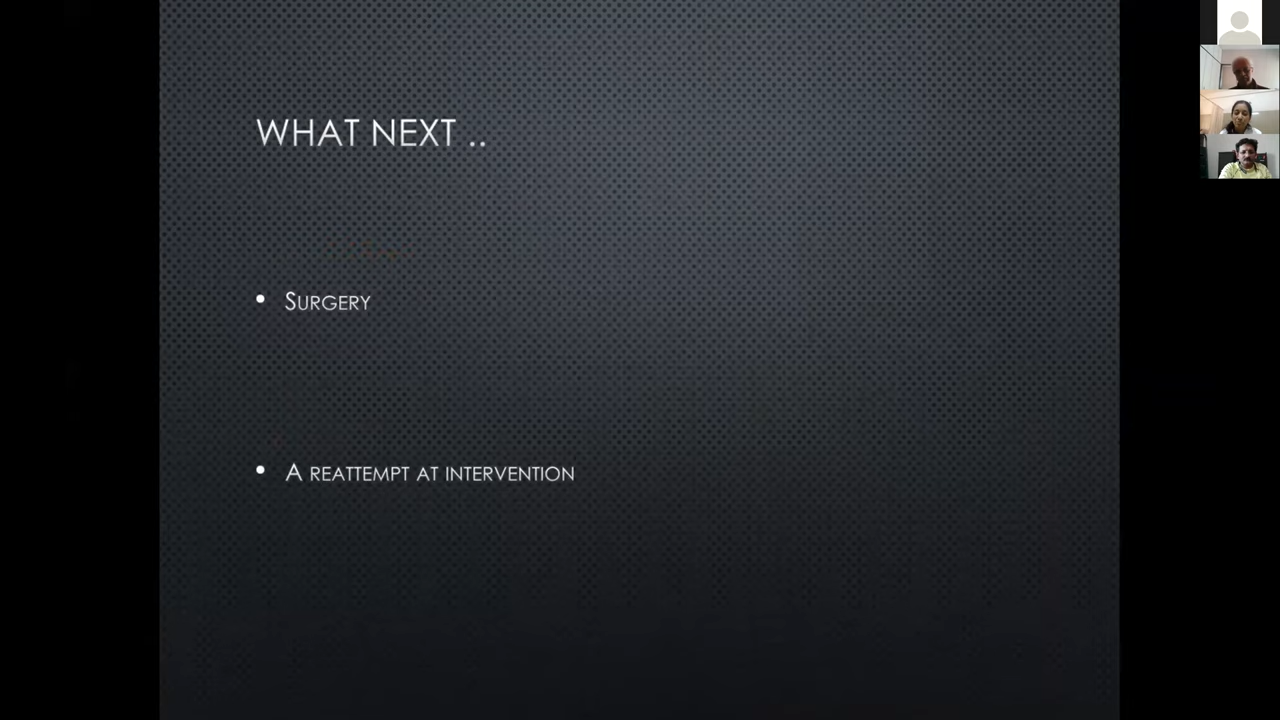 WHAT NEXT ..
• SURGERY
• A REATTEMPT AT INTERVENTION